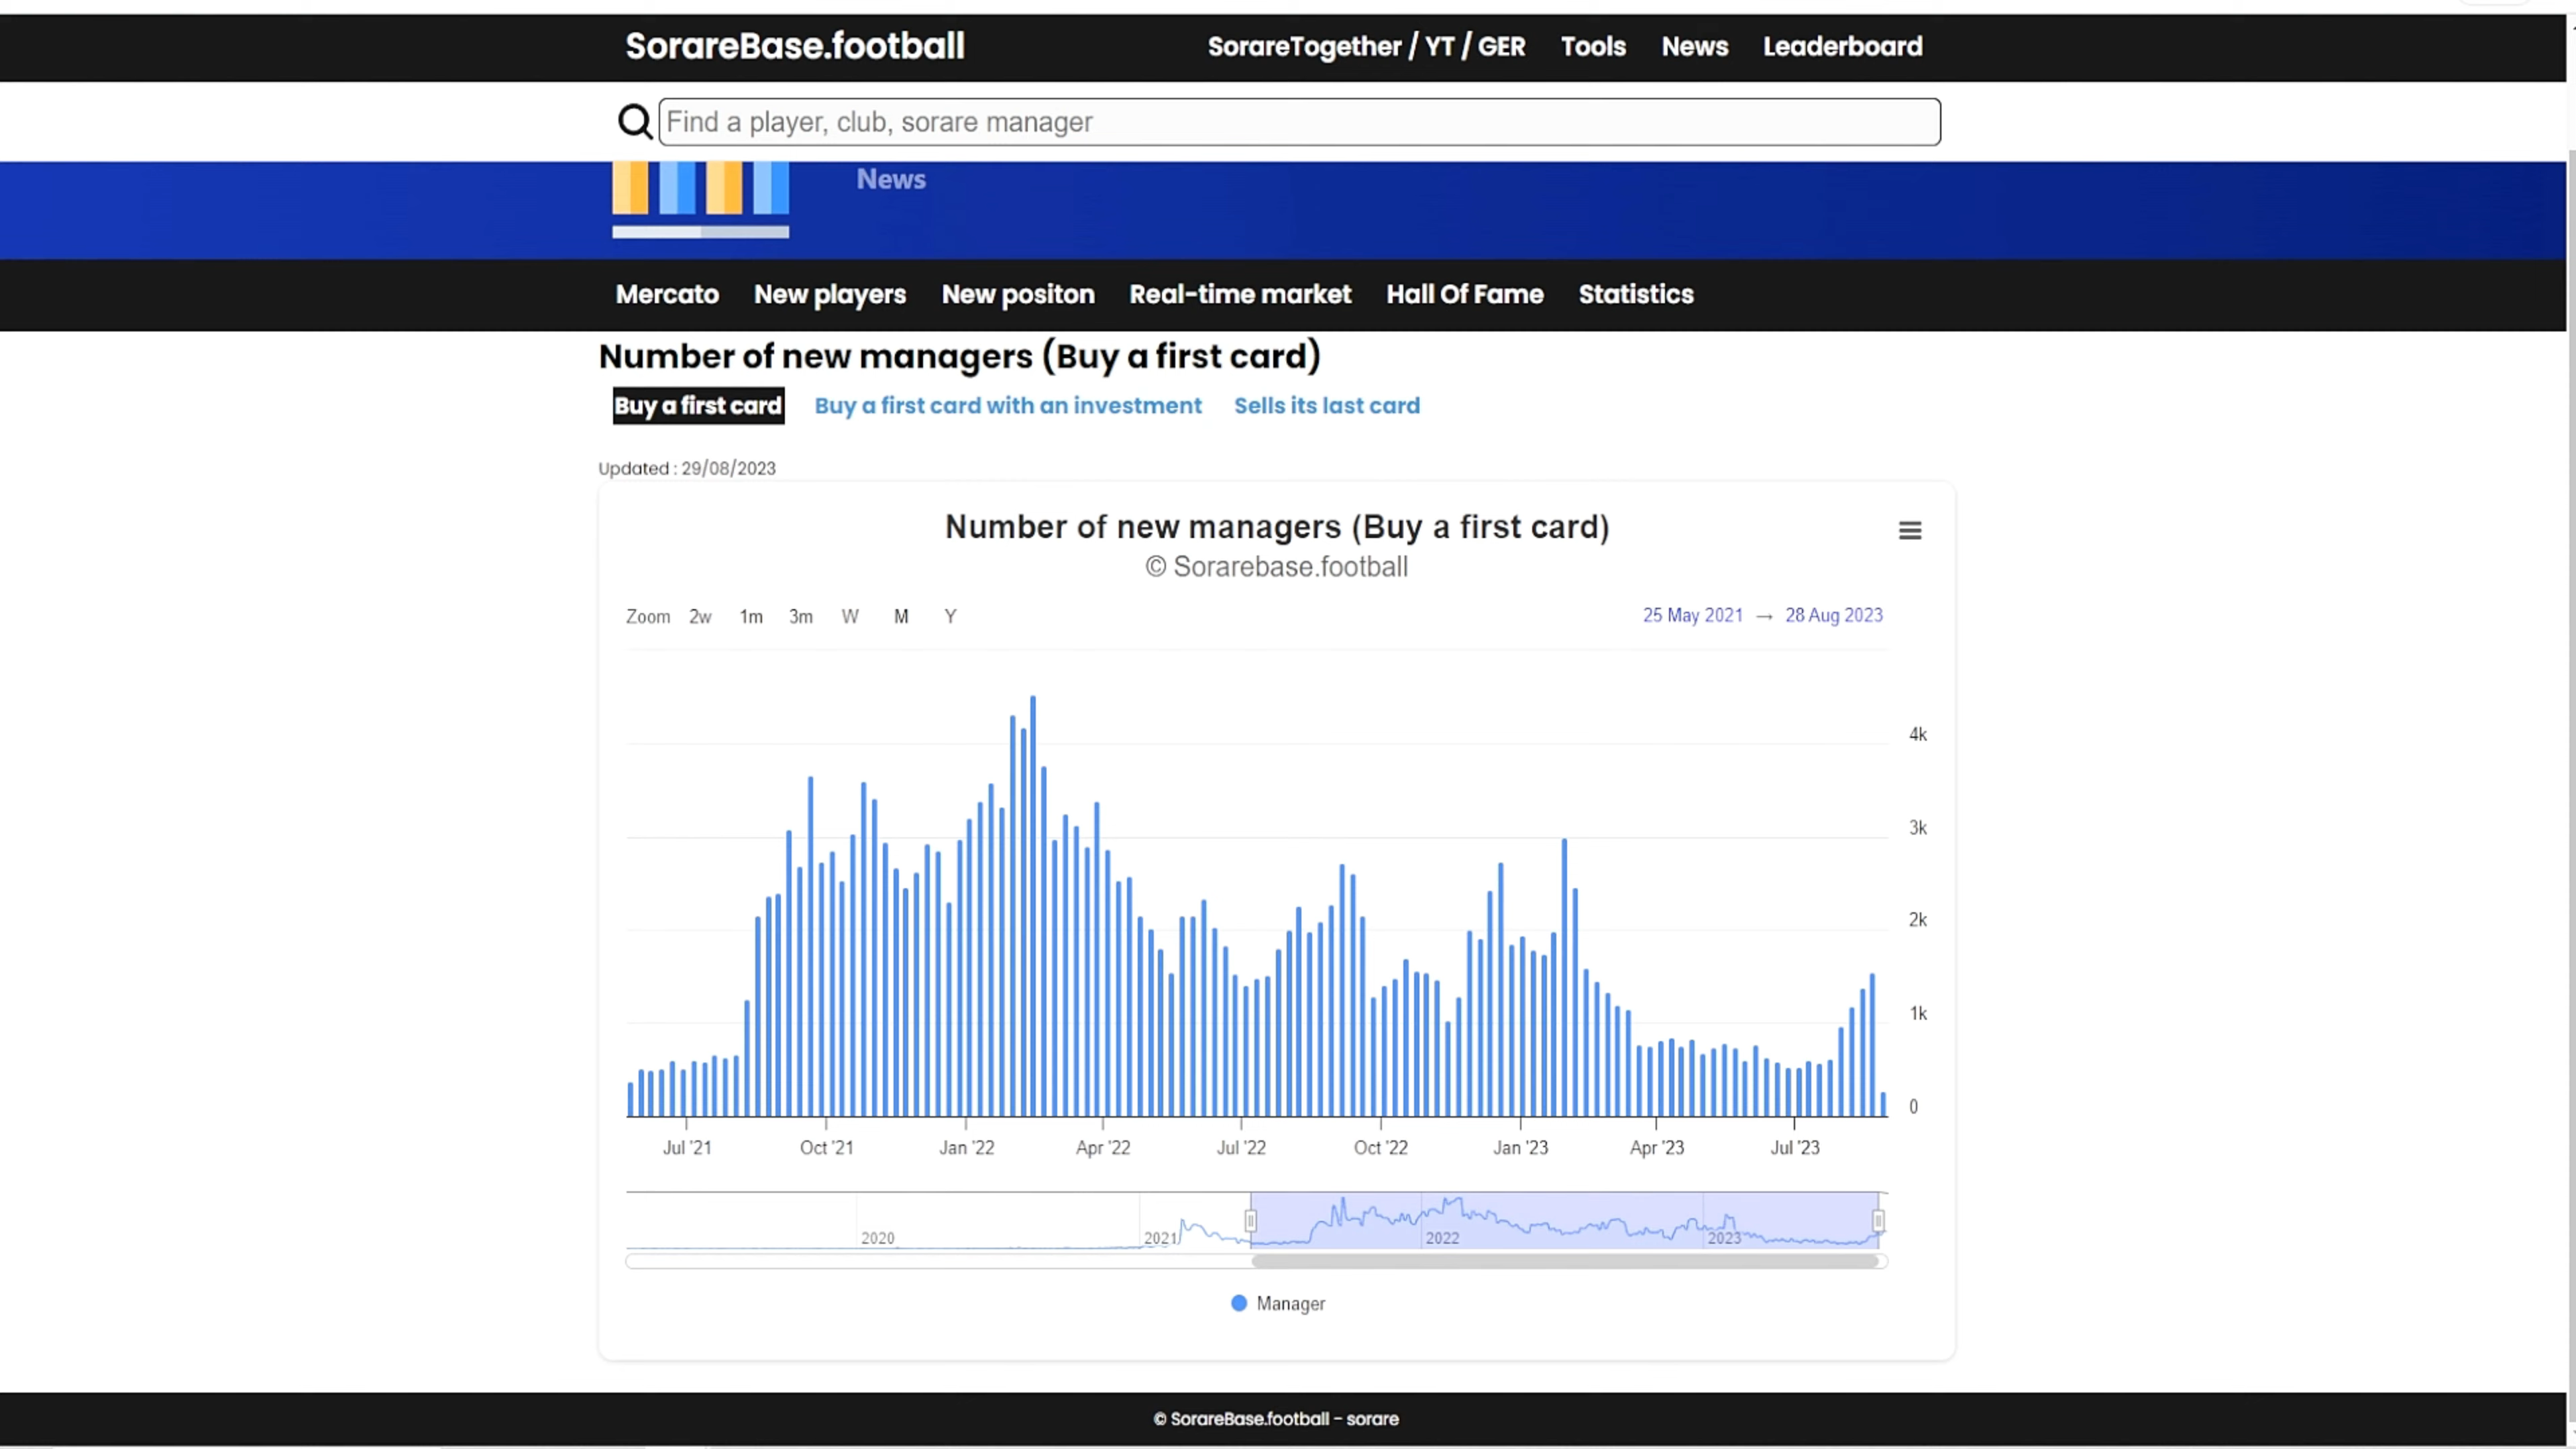 SorareBase.football
SorareTogether / YT / GER Tools News Leaderboard
Find a player, club, sorare manager
News
Mercato New players New positon Real-time market Hall Of Fame Statistics
Number of new managers (Buy a first card)
Buy a first card Buy a first card with an investment Sells its last card
Updated : 29/08/2023
Number of new managers (Buy a first card)
© Sorarebase.football
Zoom 2w 1m 3m W M Y
25 May 2021 → 28 Aug 2023
4k
3k
2k
1k
0
Jul '21 Oct '21 Jan '22 Apr '22 Jul '22 Oct '22 Jan '23 Apr '23 Jul '23
2020 2021 2022 2023
Manager
© SorareBase.football - sorare